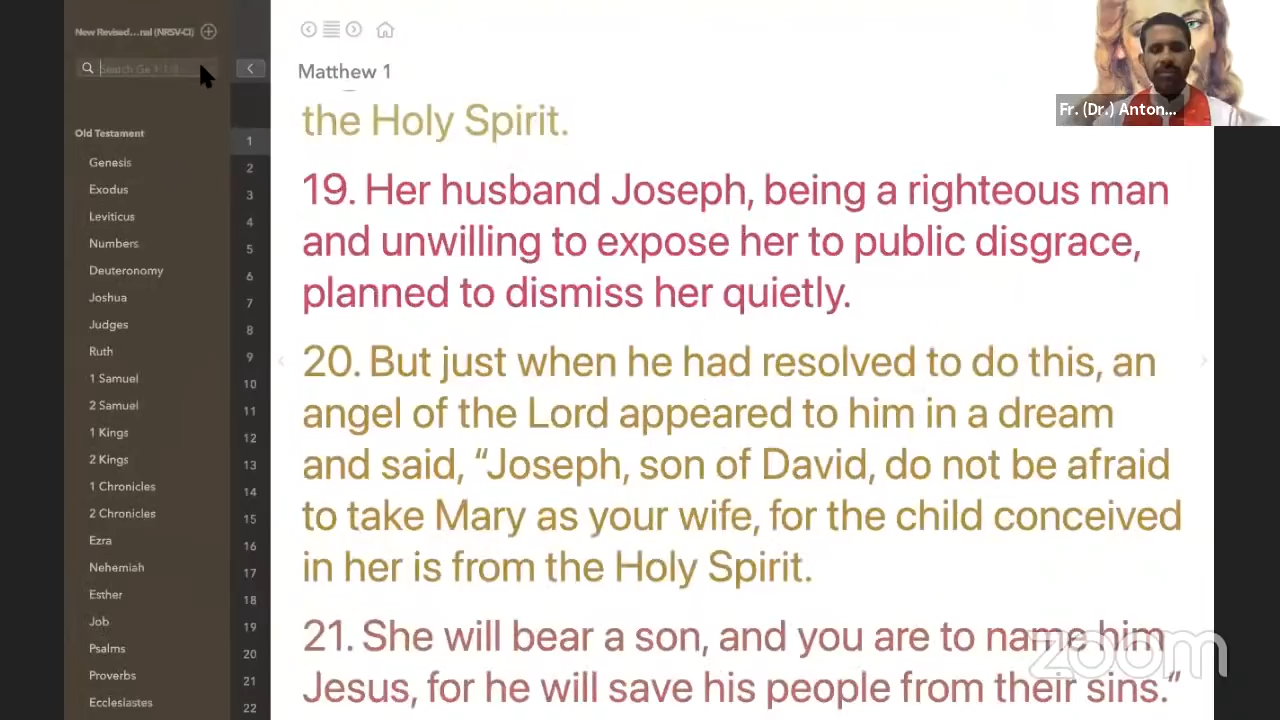 New Revised...nal (NRSV-CI)
Search Ge 1:1
Old Testament
Genesis
Exodus
Leviticus
Numbers
Deuteronomy
Joshua
Judges
Ruth
1 Samuel
2 Samuel
1 Kings
2 Kings
1 Chronicles
2 Chronicles
Ezra
Nehemiah
Esther
Job
Psalms
Proverbs
Ecclesiastes
1
2
3
4
5
6
7
8
9
10
11
12
13
14
15
16
17
18
19
20
21
22
Matthew 1
the Holy Spirit.
19. Her husband Joseph, being a righteous man
and unwilling to expose her to public disgrace,
planned to dismiss her quietly.
20. But just when he had resolved to do this, an
angel of the Lord appeared to him in a dream
and said, “Joseph, son of David, do not be afraid
to take Mary as your wife, for the child conceived
in her is from the Holy Spirit.
21. She will bear a son, and you are to name him
Jesus, for he will save his people from their sins.”
Fr. (Dr.) Anton...
zoom